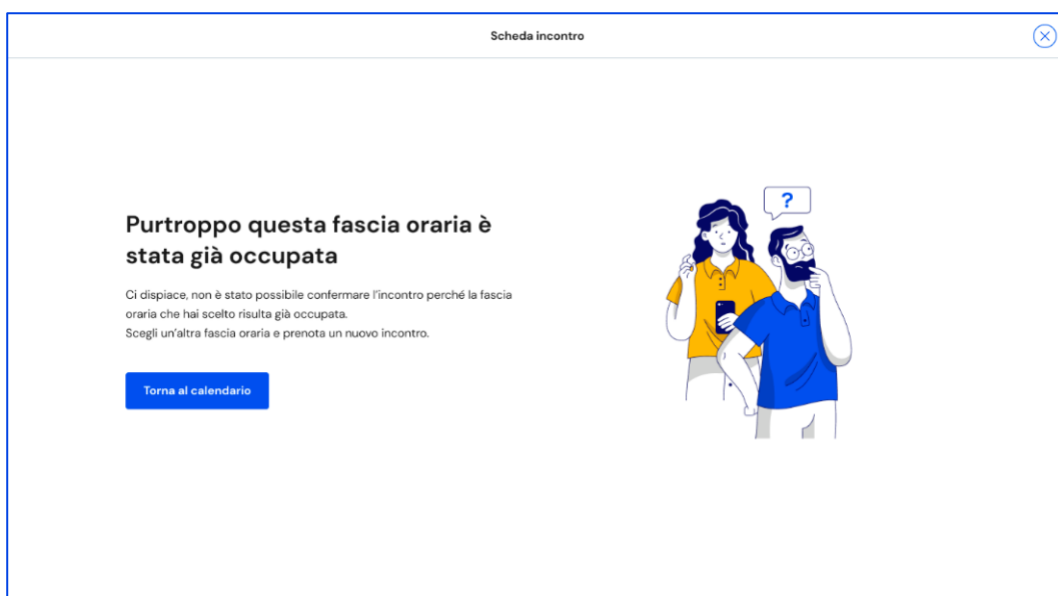 Scheda incontro
?
Purtroppo questa fascia oraria è
stata già occupata
Ci dispiace, non è stato possibile confermare l'incontro perché la fascia
oraria che hai scelto risulta già occupata.
Scegli un'altra fascia oraria e prenota un nuovo incontro.
Torna al calendario